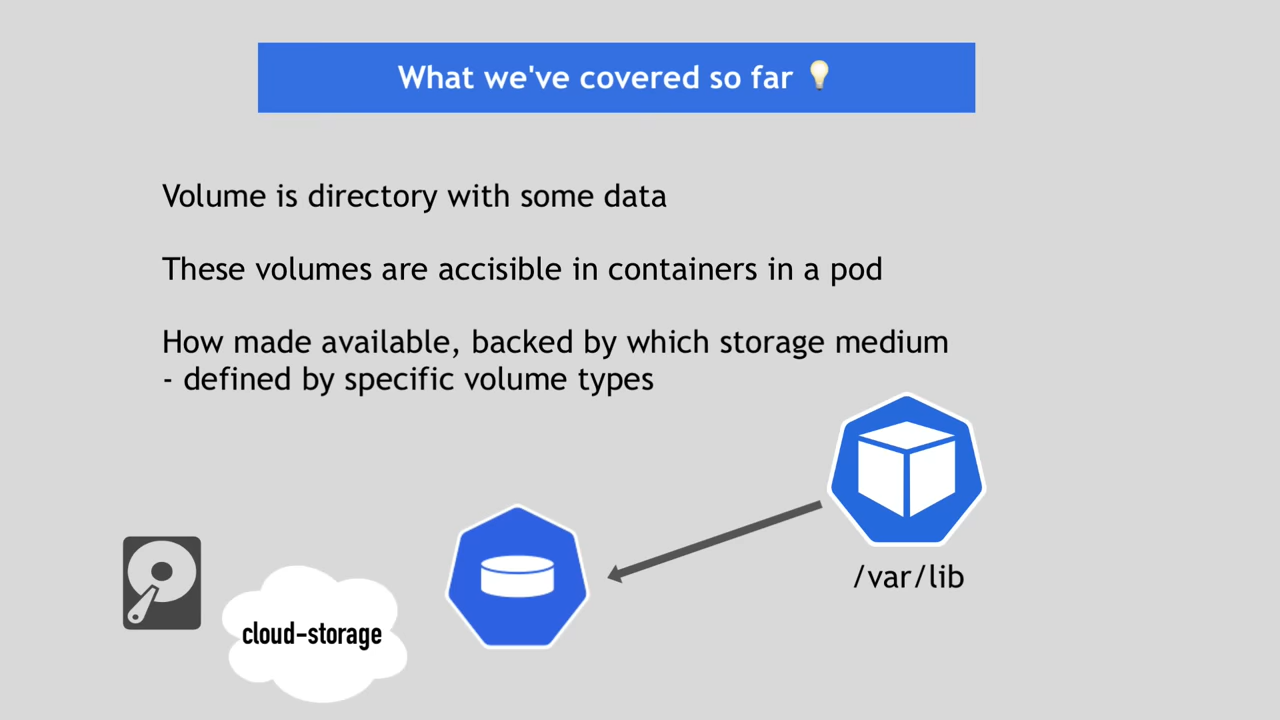 What we've covered so far 💡
Volume is directory with some data
These volumes are accisible in containers in a pod
How made available, backed by which storage medium
- defined by specific volume types
/var/lib
cloud-storage